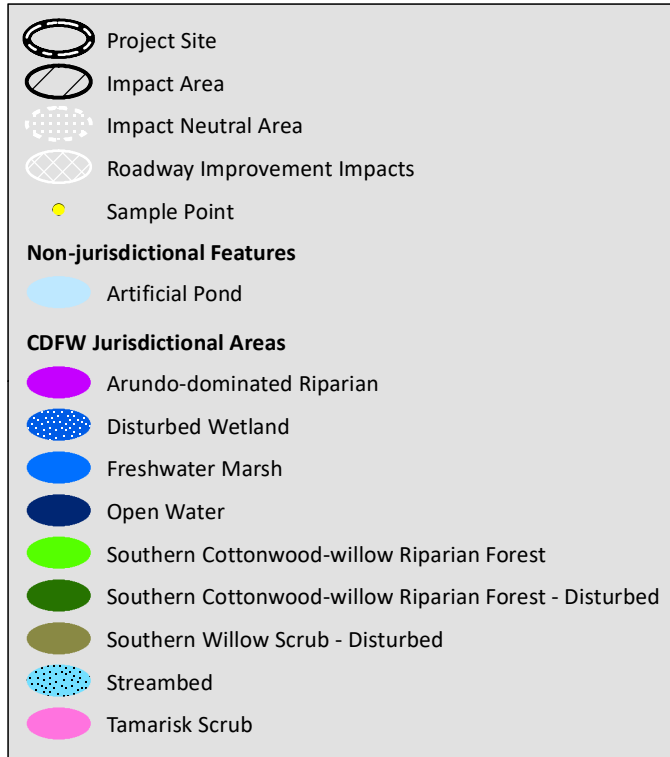 Project Site
Impact Area
Impact Neutral Area
Roadway Improvement Impacts
Sample Point
Non-jurisdictional Features
Artificial Pond
CDFW Jurisdictional Areas
Arundo-dominated Riparian
Disturbed Wetland
Freshwater Marsh
Open Water
Southern Cottonwood-willow Riparian Forest
Southern Cottonwood-willow Riparian Forest - Disturbed
Southern Willow Scrub - Disturbed
Streambed
Tamarisk Scrub